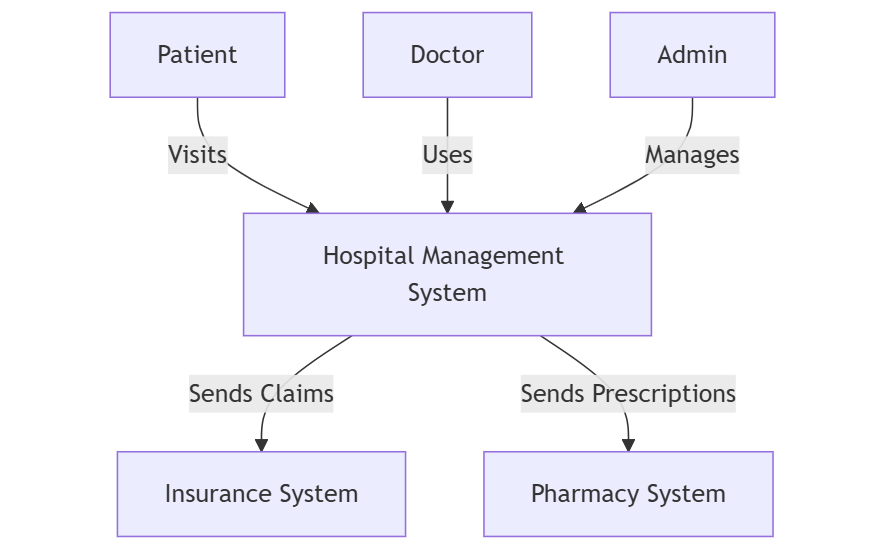 Patient
Doctor
Admin
Visits
Uses
Manages
Hospital Management
System
Sends Claims
Sends Prescriptions
Insurance System
Pharmacy System